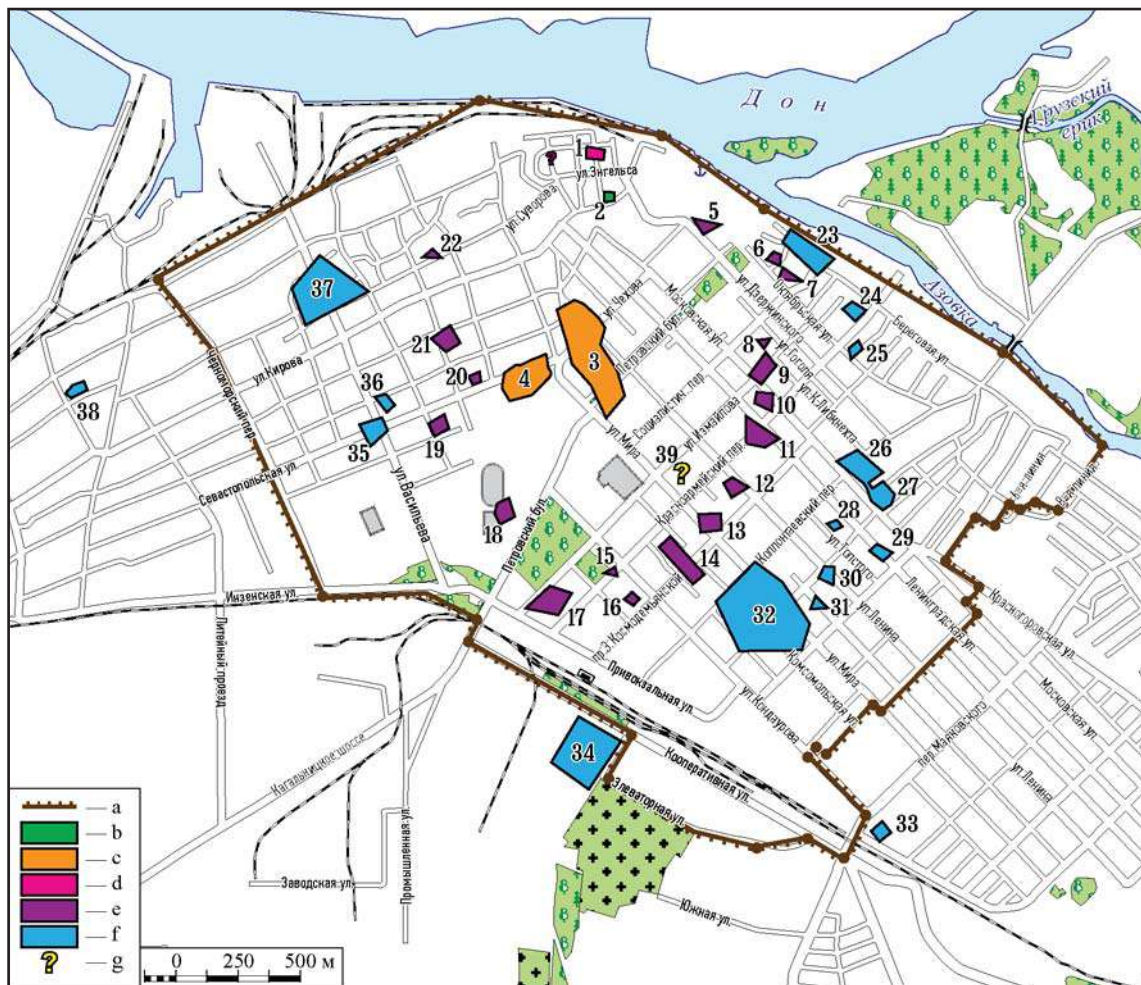 Дон
Грузский
ерик
1
?
ул.Энгельса
ул.Суворова
2
5
22
6
23
7
37
Октябрьская ул.
24
Азовка
ул.Чехова
Московская ул.
ул.Дзержинского
Береговая ул.
21
3
Петровский бул.
8
ул.Гоголя
25
Черноморский пер.
ул.Кирова
20
4
9
38
36
Социалистич. пер.
10
ул.К.Либкнехта
ул.Измайлова
35
19
ул.Мира
11
39
?
26
Севастопольская ул.
ул.Васильева
Красноармейский пер.
12
27
18
Петровский бул.
13
Коллонтаевский пер.
28
29
14
15
ул.Толстого
30
Инзенская ул.
17
16
32
31
Ленинградская ул.
Красногоровская ул.
Литейный проезд
пр.З.Космодемьянской
ул.Ленина
Привокзальная ул.
ул.Мира
Комсомольская ул.
Московская ул.
ул.Кондаурова
пер.Маяковского
34
Кагальницкое шоссе
Кооперативная ул.
ул.Ленина
Элеваторная ул.
33
Промышленная ул.
Заводская ул.
Южная ул.
a
b
c
d
e
f
? — g
0 250 500 м